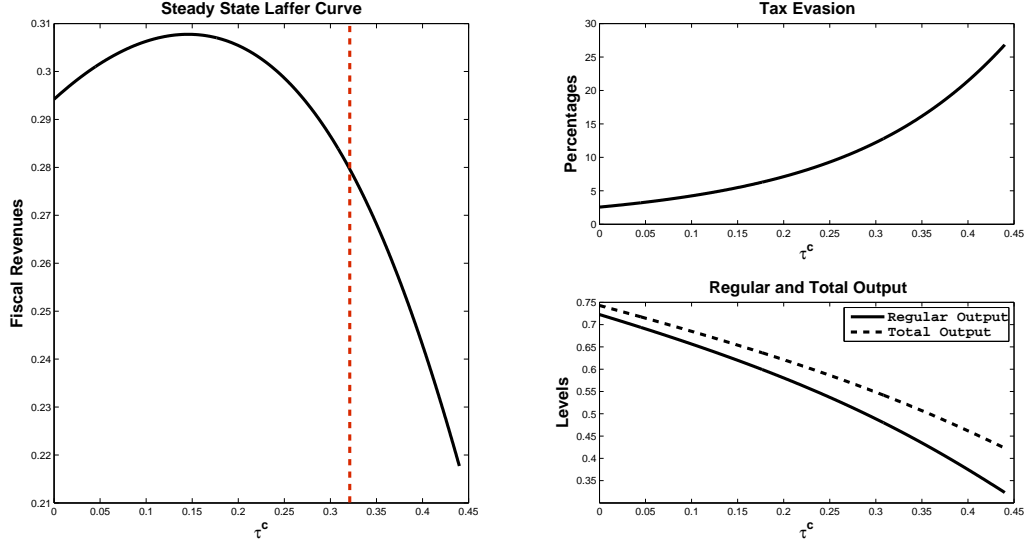 Steady State Laffer Curve
Fiscal Revenues
0.31
0.3
0.29
0.28
0.27
0.26
0.25
0.24
0.23
0.22
0.21
0 0.05 0.1 0.15 0.2 0.25 0.3 0.35 0.4 0.45
τc
Tax Evasion
Percentages
30
25
20
15
10
5
0
0 0.05 0.1 0.15 0.2 0.25 0.3 0.35 0.4 0.45
τc
Regular and Total Output
Levels
0.75
0.7
0.65
0.6
0.55
0.5
0.45
0.4
0.35
Regular Output
Total Output
0 0.05 0.1 0.15 0.2 0.25 0.3 0.35 0.4 0.45
τc